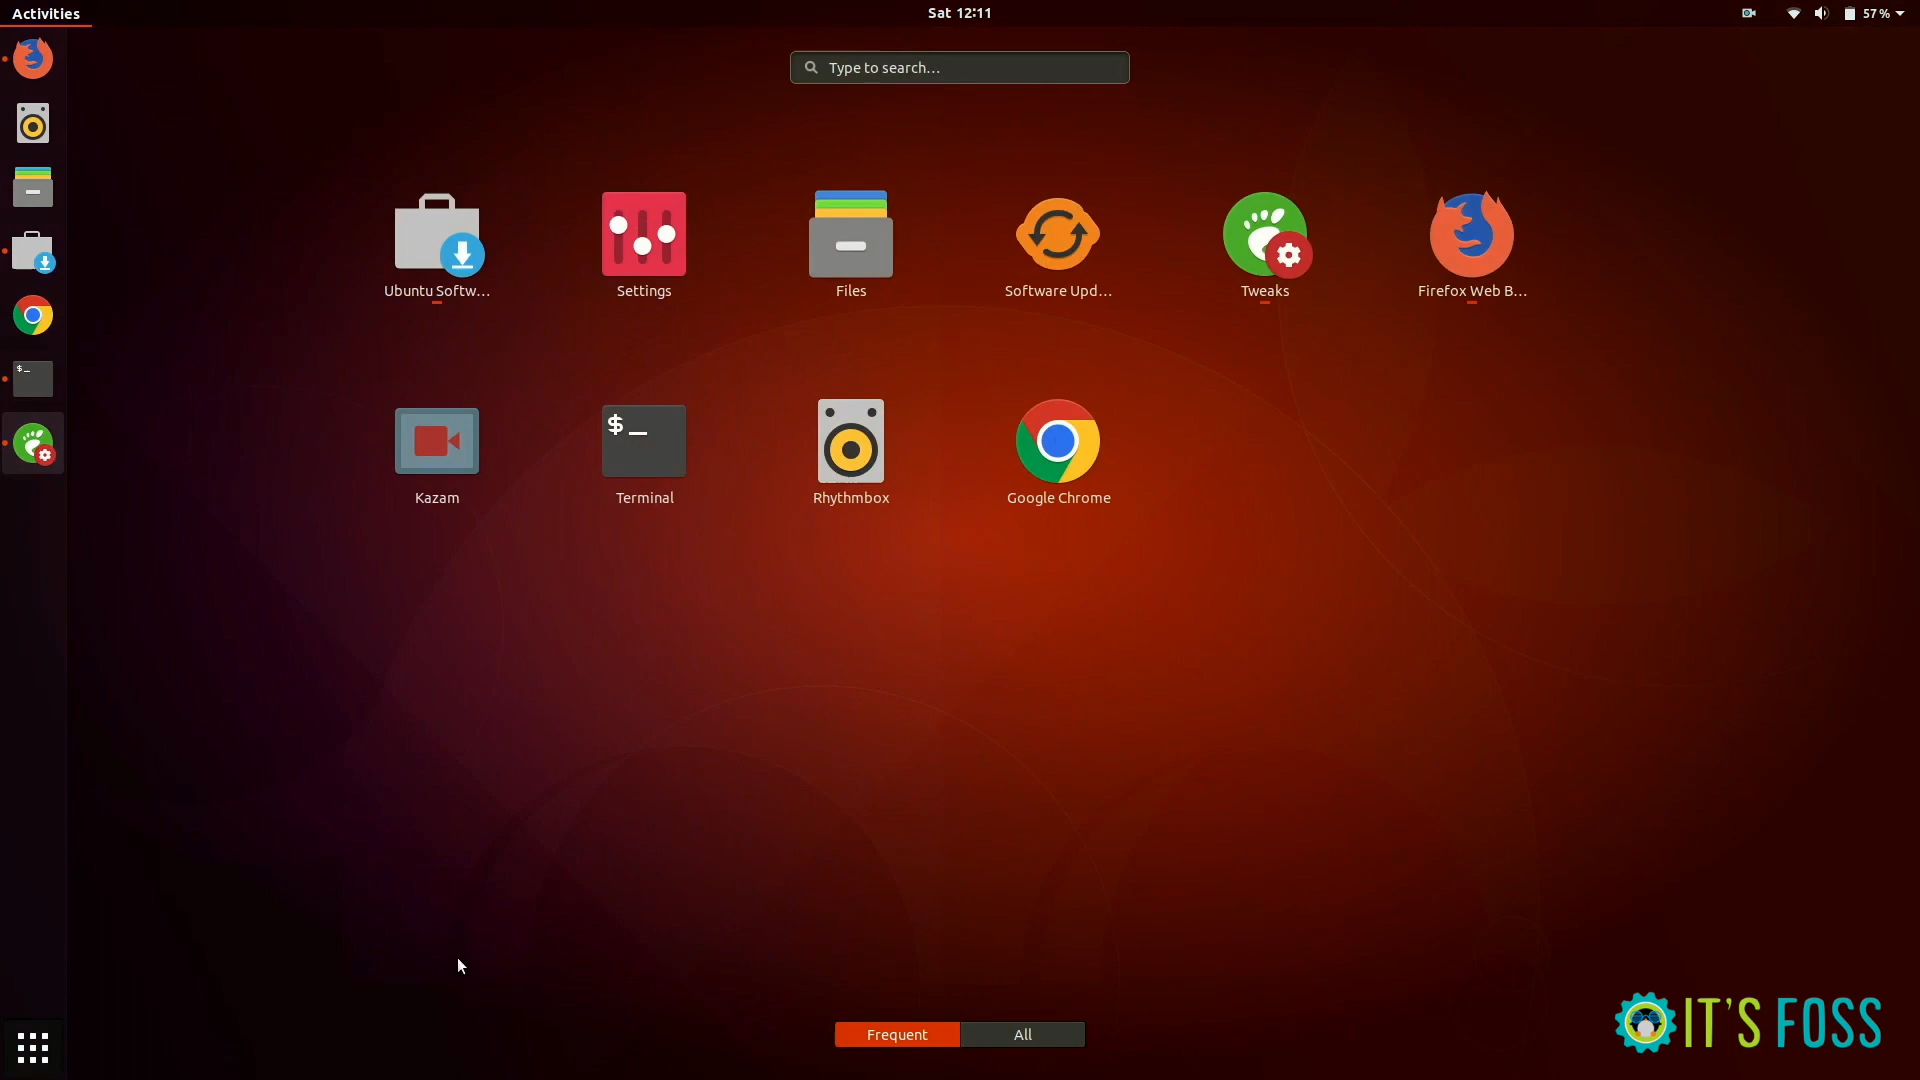 Activities
Sat 12:11
57 %
Type to search...
Ubuntu Softw...
Settings
Files
Software Upd...
Tweaks
Firefox Web B...
$_
$_
Kazam
Terminal
Rhythmbox
Google Chrome
Frequent
All
IT'S FOSS